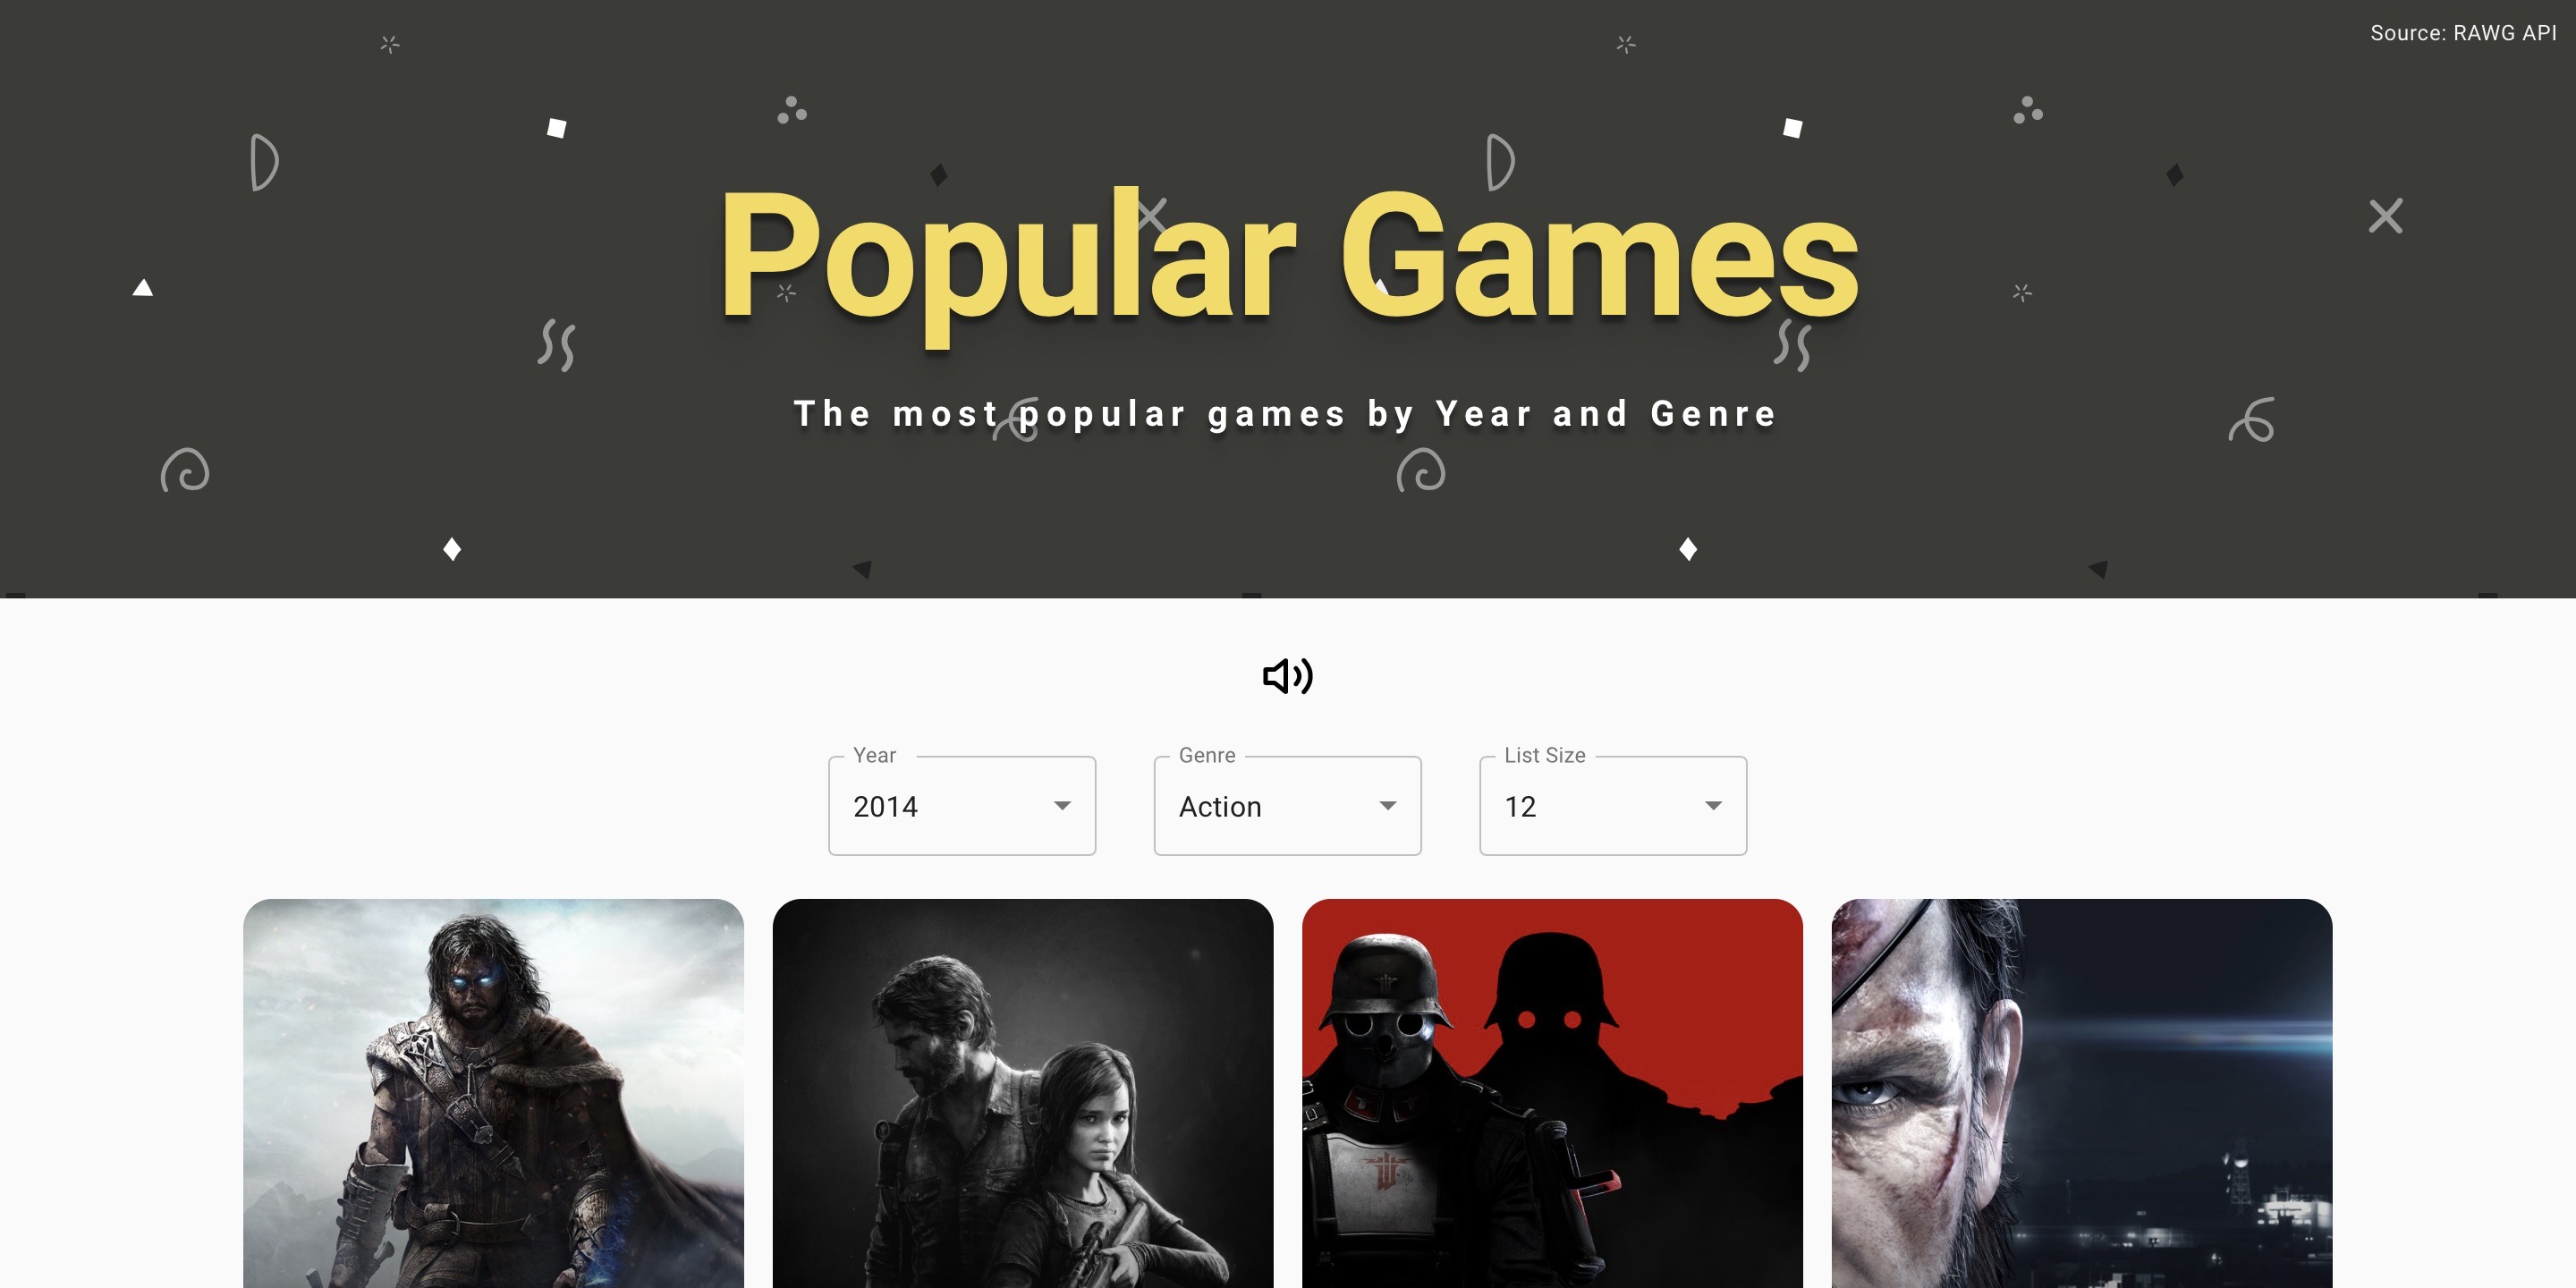 Source: RAWG API
Popular Games
The most popular games by Year and Genre
Year
2014
Genre
Action
List Size
12